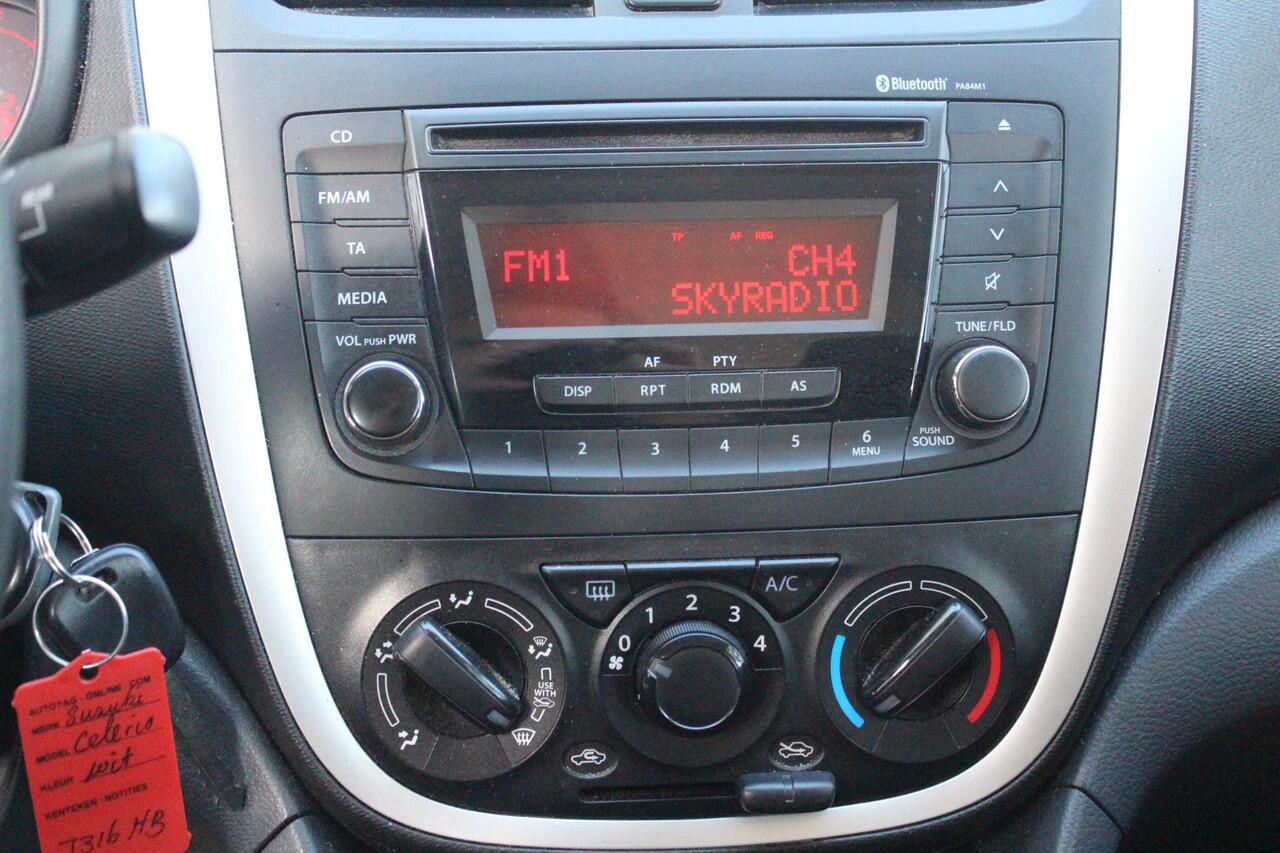 Bluetooth PA84M1
CD
FM/AM
TA
MEDIA
VOL PUSH PWR
TP AF REG
FM1 CH4
SKYRADIO
TUNE/FLD
AF PTY
DISP RPT RDM AS
1 2 3 4 5 6
MENU
PUSH
SOUND
REAR
A/C
0 1 2 3 4
USE
WITH
AUTOTAG-ONLINE.COM
MERK Suzuki
MODEL Celerio
KLEUR wit
KENTEKEN - NOTITIES